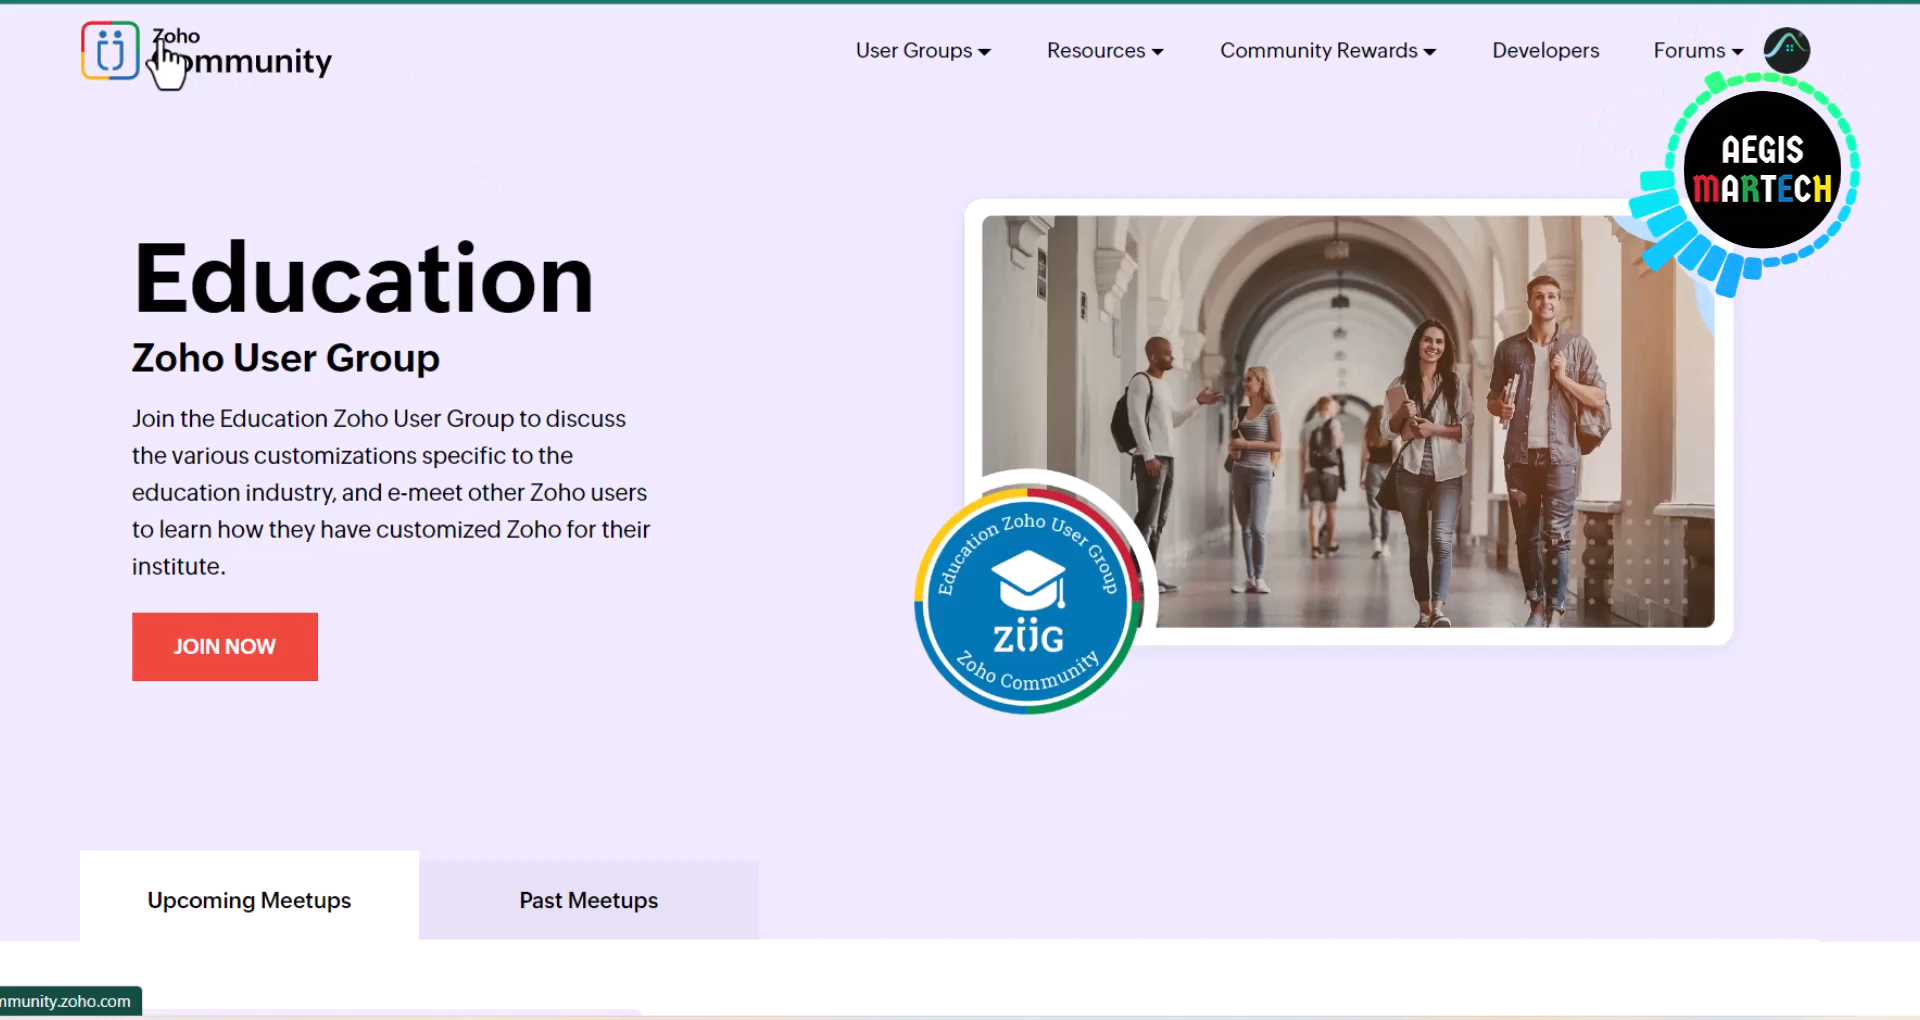 Zoho
Community
User Groups
Resources
Community Rewards
Developers
Forums
AEGIS
MARTECH
Education
Zoho User Group
Join the Education Zoho User Group to discuss
the various customizations specific to the
education industry, and e-meet other Zoho users
to learn how they have customized Zoho for their
institute.
JOIN NOW
Education Zoho User Group
ZUG
Zoho Community
Upcoming Meetups
Past Meetups
mmunity.zoho.com